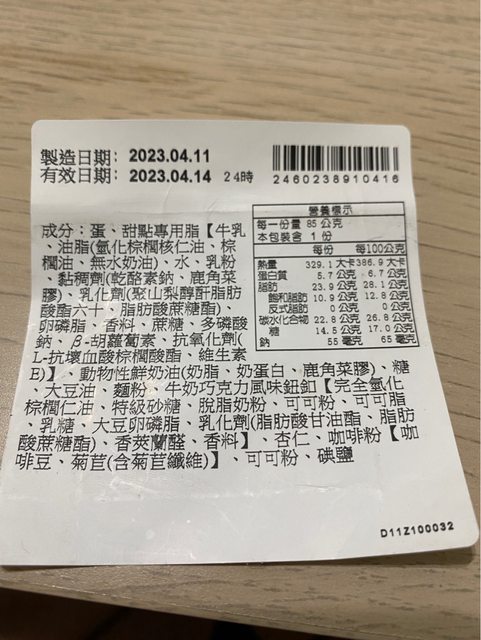 製造日期: 2023.04.11
有效日期: 2023.04.14 24時
2460238910416
營養標示
每一份量 85 公克
本包裝含 1 份
每份 每100公克
熱量 329.1 大卡 386.9 大卡
蛋白質 5.7 公克 6.7 公克
脂肪 23.9 公克 28.1 公克
飽和脂肪 10.9 公克 12.8 公克
反式脂肪 0 公克 0 公克
碳水化合物 22.8 公克 26.8 公克
糖 14.5 公克 17.0 公克
鈉 55 毫克 65 毫克
成分：蛋、甜點專用脂【牛乳
、油脂(氫化棕櫚核仁油、棕
櫚油、無水奶油)、水、乳粉
、黏稠劑(乾酪素鈉、鹿角菜
膠)、乳化劑(聚山梨醇酐脂肪
酸酯六十、脂肪酸蔗糖酯)、
卵磷脂、香料、蔗糖、多磷酸
鈉、β-胡蘿蔔素、抗氧化劑(
L-抗壞血酸棕櫚酸酯、維生素
E)】、動物性鮮奶油(奶脂、奶蛋白、鹿角菜膠)、糖
、大豆油、麵粉、牛奶巧克力風味鈕釦【完全氫化
棕櫚仁油、特級砂糖、脫脂奶粉、可可粉、可可脂
、乳糖、大豆卵磷脂、乳化劑(脂肪酸甘油酯、脂肪
酸蔗糖酯)、香莢蘭醛、香料】、杏仁、咖啡粉【咖
啡豆、菊苣(含菊苣纖維)】、可可粉、碘鹽
D11Z100032